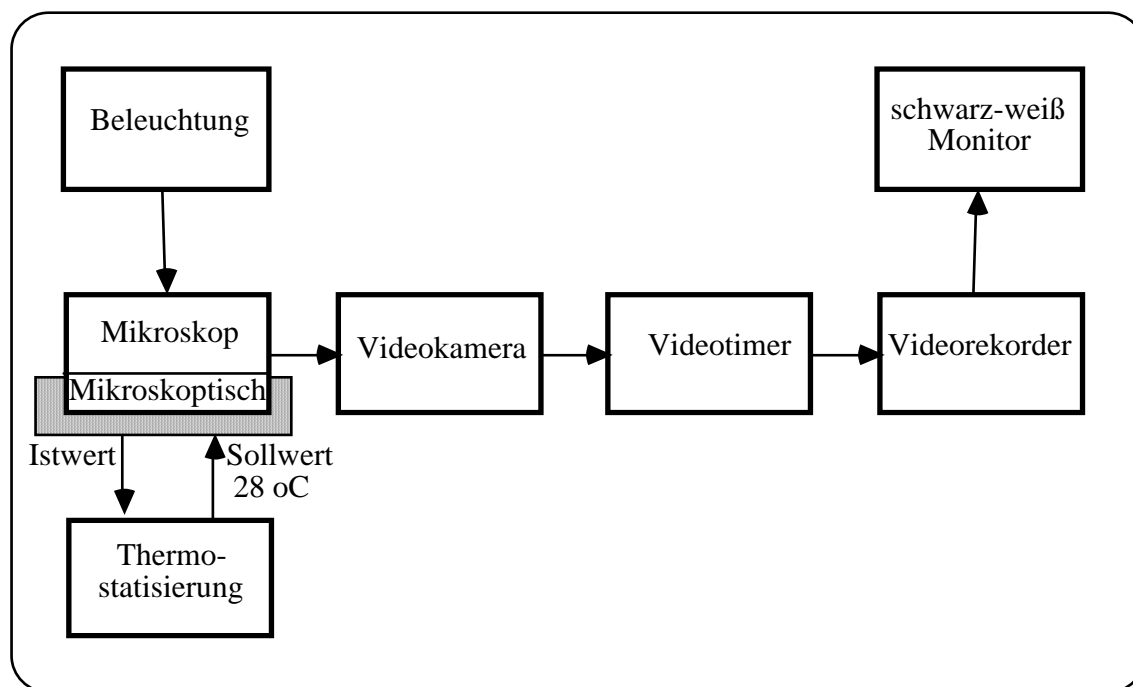 Beleuchtung
schwarz-weiß
Monitor
Mikroskop
Mikroskoptisch
Videokamera
Videotimer
Videorekorder
Istwert
Sollwert
28 oC
Thermo-
statisierung